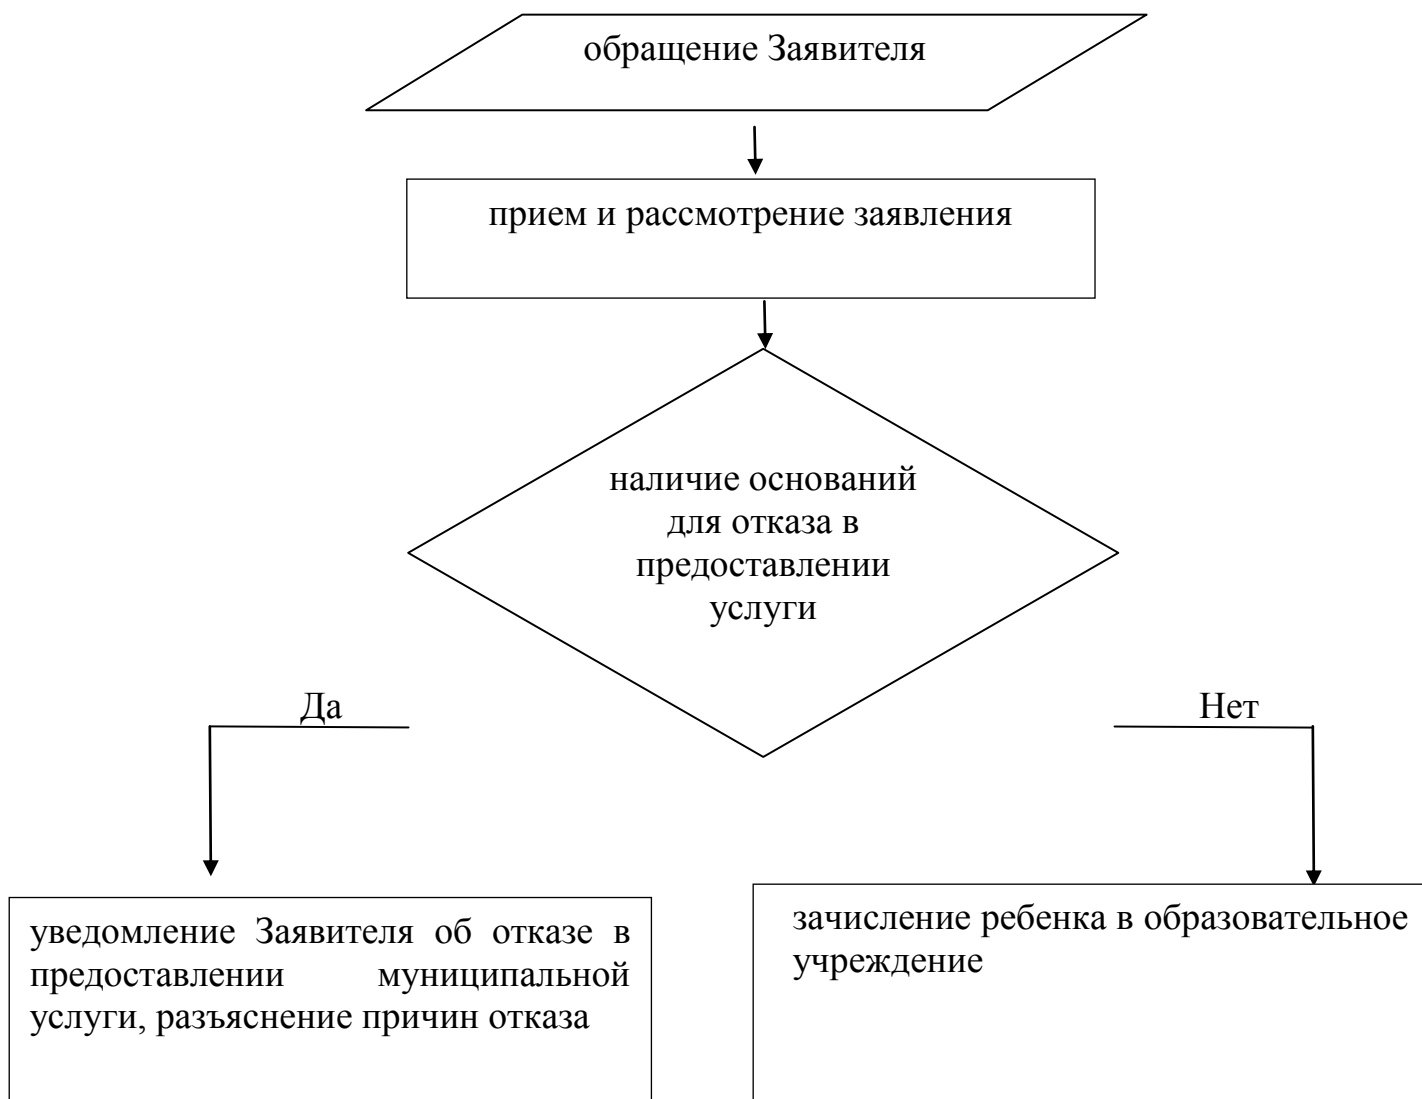 обращение Заявителя
прием и рассмотрение заявления
наличие оснований
для отказа в
предоставлении
услуги
Да
Нет
уведомление Заявителя об отказе в
предоставлении муниципальной
услуги, разъяснение причин отказа
зачисление ребенка в образовательное
учреждение